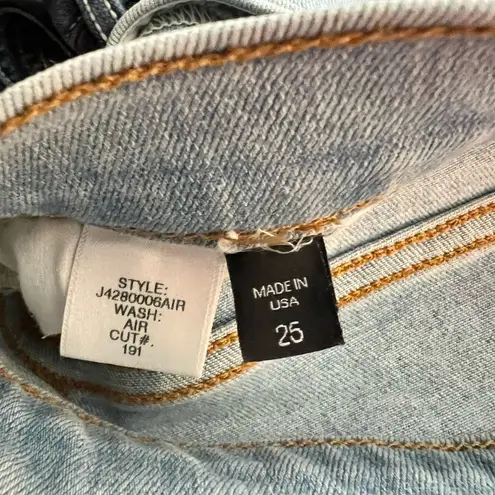 STYLE:
J4280006AIR
WASH:
AIR
CUT#:
191
MADE IN
USA
25